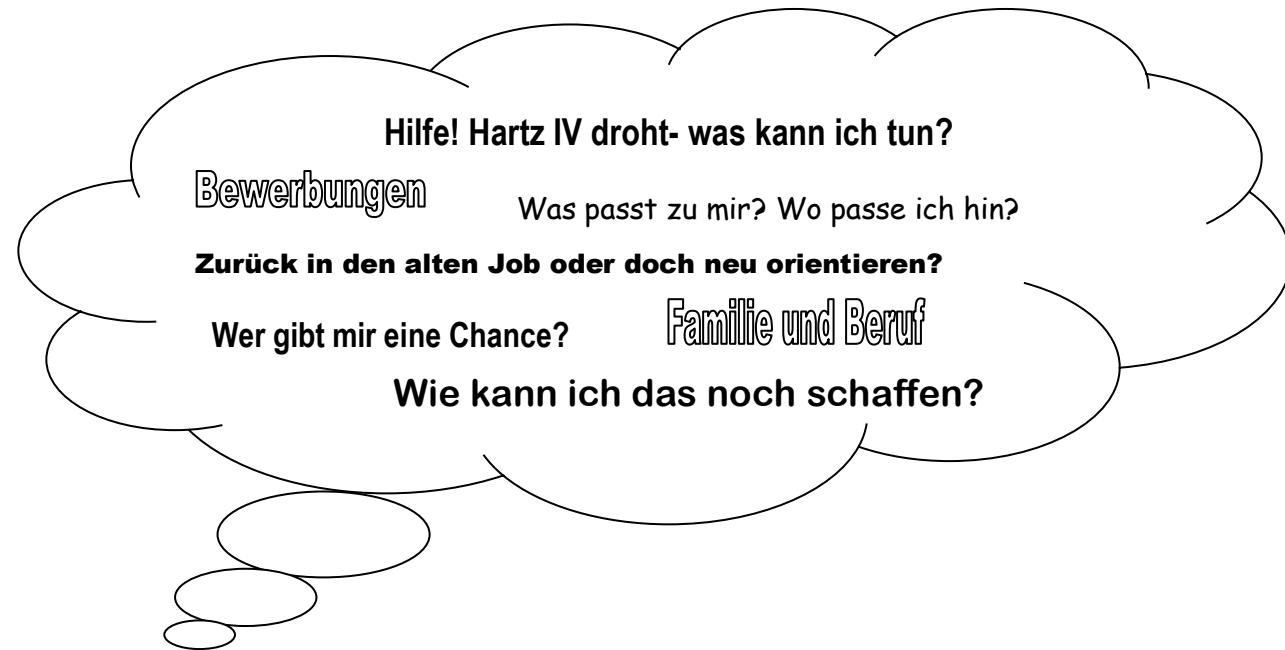 Hilfe! Hartz IV droht- was kann ich tun?
Bewerbungen
Was passt zu mir? Wo passe ich hin?
Zurück in den alten Job oder doch neu orientieren?
Familie und Beruf
Wer gibt mir eine Chance?
Wie kann ich das noch schaffen?